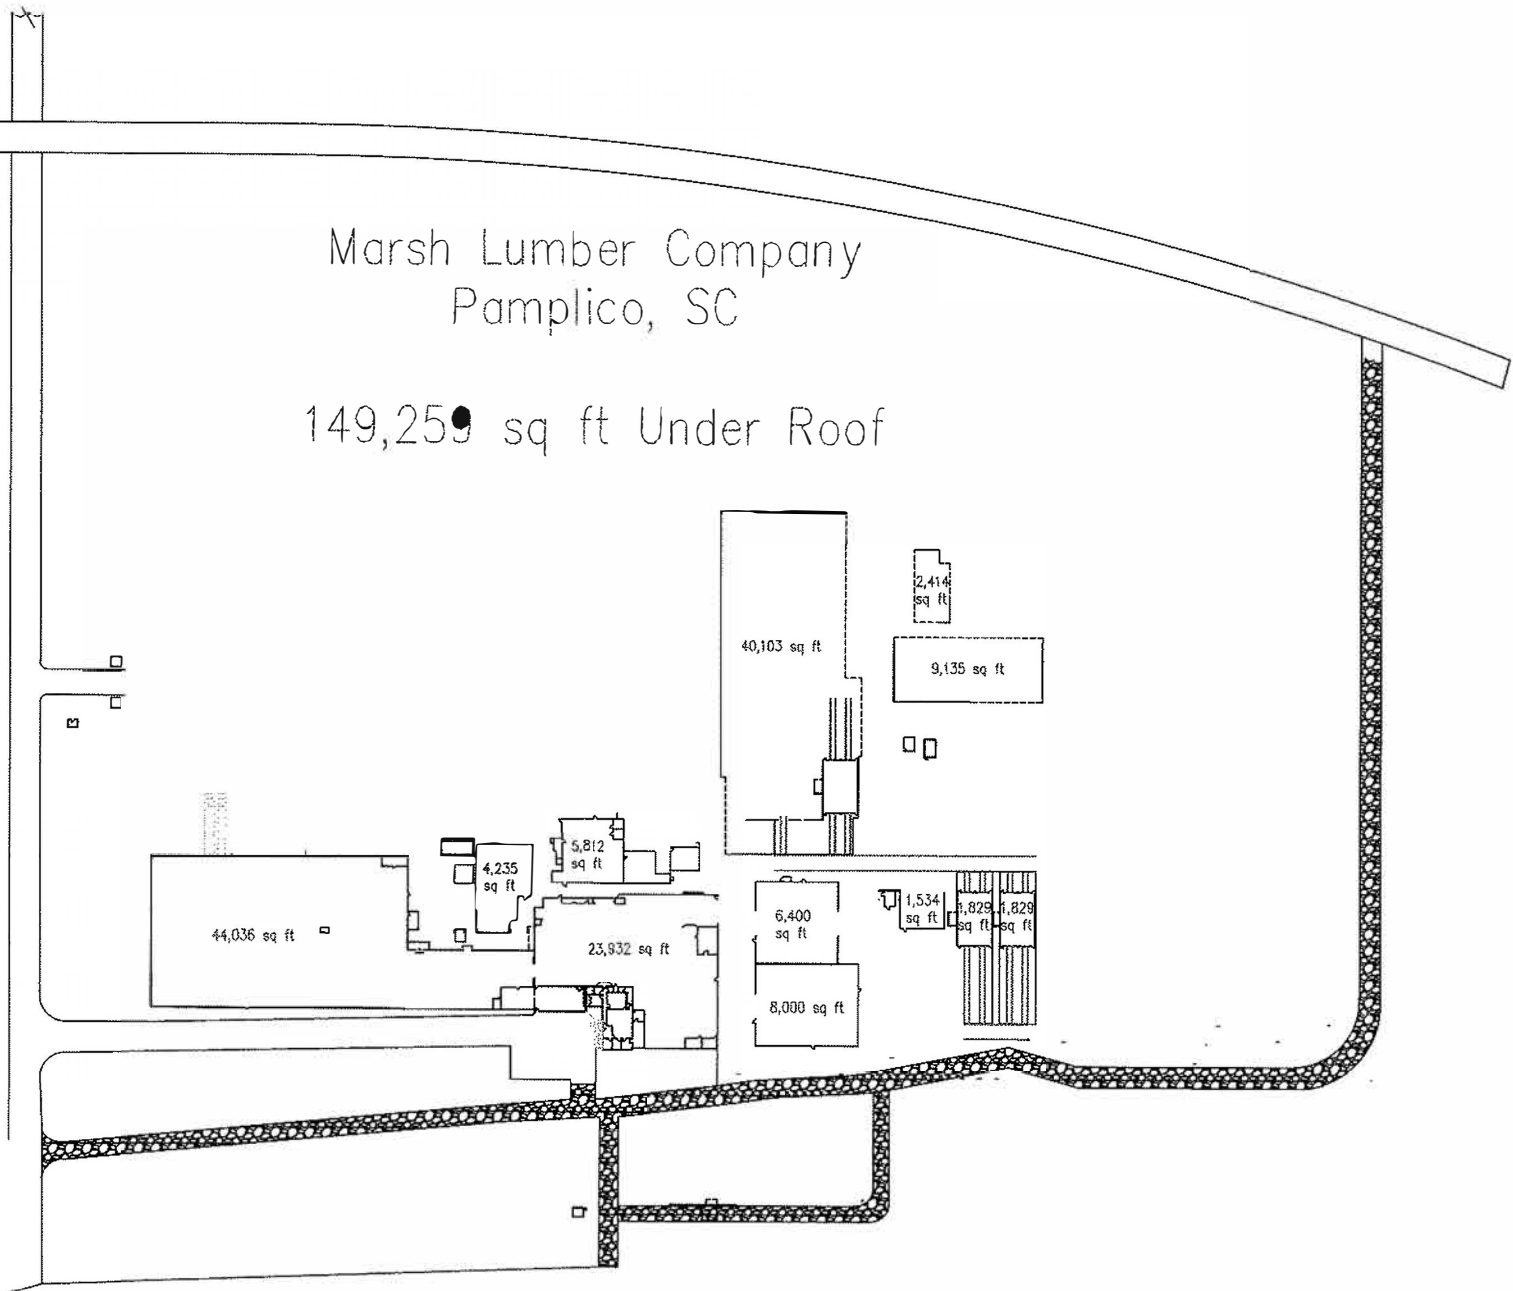 Marsh Lumber Company
Pamplico, SC
149,259 sq ft Under Roof
2,414
sq ft
40,103 sq ft
9,135 sq ft
5,812
sq ft
4,235
sq ft
44,036 sq ft
23,932 sq ft
6,400
sq ft
1,534
sq ft
1,829
sq ft
1,829
sq ft
8,000 sq ft